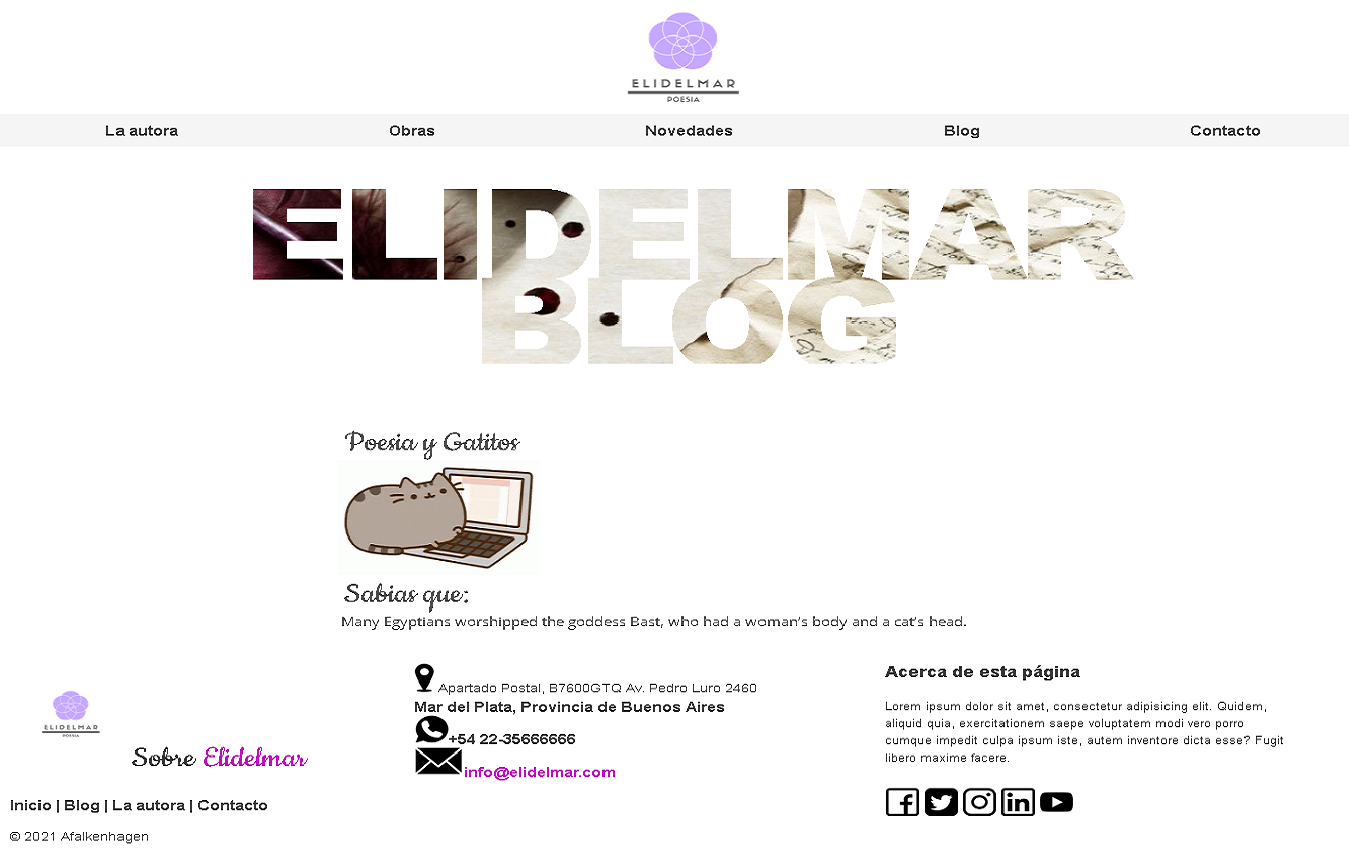 ELIDELMAR
POESIA
La autora Obras Novedades Blog Contacto
ELIDELMAR
BLOG
Poesia y Gatitos
Sabias que:
Many Egyptians worshipped the goddess Bast, who had a woman's body and a cat's head.
ELIDELMAR
POESIA
Sobre Elidelmar
Inicio | Blog | La autora | Contacto
© 2021 Afalkenhagen
Apartado Postal, B7600GTQ Av. Pedro Luro 2460
Mar del Plata, Provincia de Buenos Aires
+54 22-35666666
info@elidelmar.com
Acerca de esta página
Lorem ipsum dolor sit amet, consectetur adipisicing elit. Quidem,
aliquid quia, exercitationem saepe voluptatem modi vero porro
cumque impedit culpa ipsum iste, autem inventore dicta esse? Fugit
libero maxime facere.